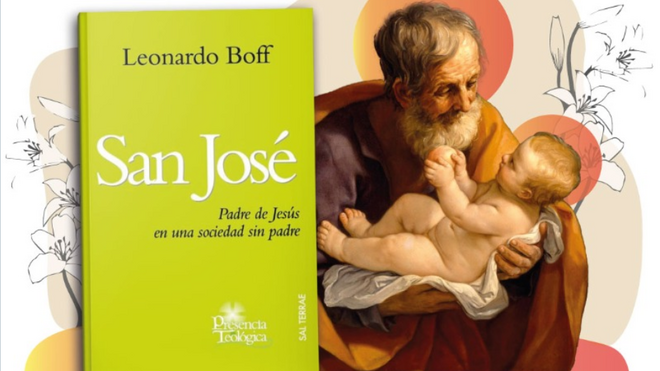 Leonardo Boff
San José
Padre de Jesús
en una sociedad sin padre
Presencia
Teológica
SAL TERRAE